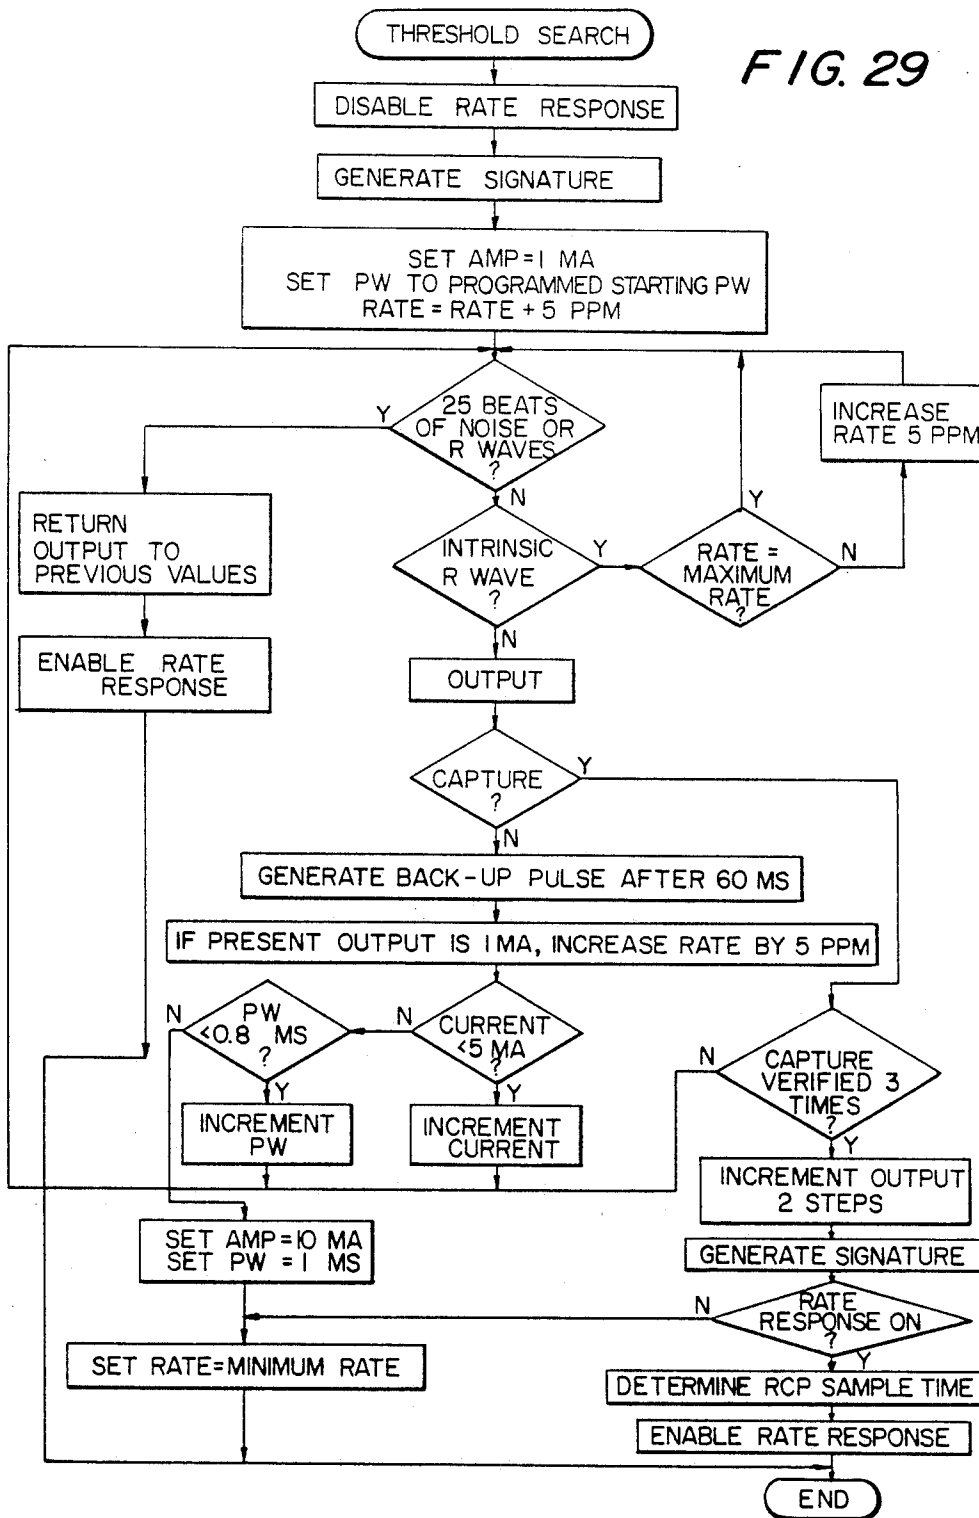 THRESHOLD SEARCH
FIG. 29
DISABLE RATE RESPONSE
GENERATE SIGNATURE
SET AMP=1 MA
SET PW TO PROGRAMMED STARTING PW
RATE = RATE + 5 PPM
25 BEATS
OF NOISE OR
R WAVES
?
Y
N
INCREASE
RATE 5 PPM
RETURN
OUTPUT TO
PREVIOUS VALUES
INTRINSIC
R WAVE
?
Y
N
RATE =
MAXIMUM
RATE
?
Y
N
ENABLE RATE
RESPONSE
OUTPUT
CAPTURE
?
Y
N
GENERATE BACK-UP PULSE AFTER 60 MS
IF PRESENT OUTPUT IS 1 MA, INCREASE RATE BY 5 PPM
PW
<0.8 MS
?
N
Y
CURRENT
<5 MA
?
N
Y
CAPTURE
VERIFIED 3
TIMES
?
N
Y
INCREMENT
PW
INCREMENT
CURRENT
INCREMENT OUTPUT
2 STEPS
SET AMP=10 MA
SET PW = 1 MS
GENERATE SIGNATURE
RATE
RESPONSE ON
?
N
Y
SET RATE=MINIMUM RATE
DETERMINE RCP SAMPLE TIME
ENABLE RATE RESPONSE
END